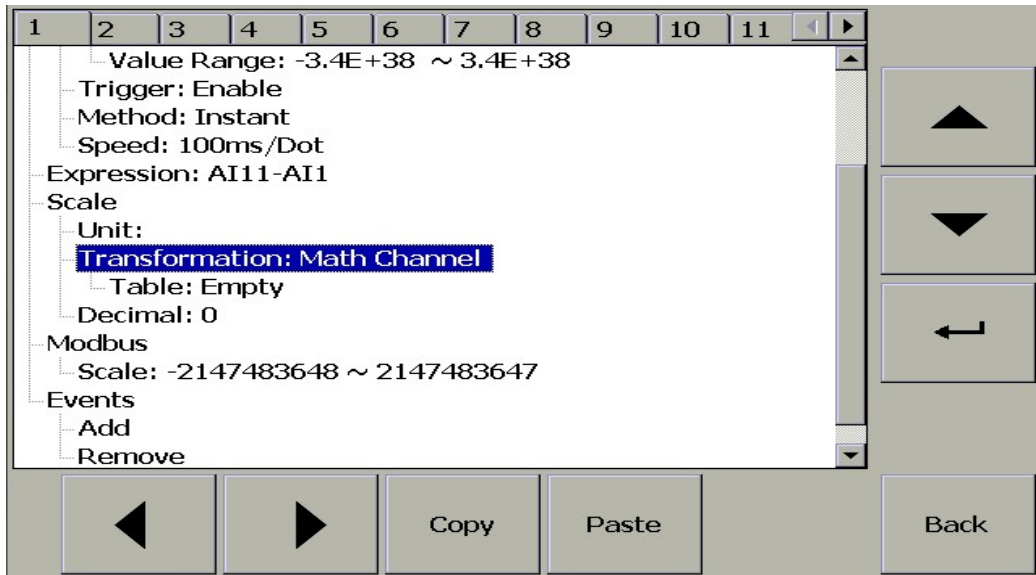 1 2 3 4 5 6 7 8 9 10 11
Value Range: -3.4E+38 ~ 3.4E+38
Trigger: Enable
Method: Instant
Speed: 100ms/Dot
Expression: AI11-AI1
Scale
Unit:
Transformation: Math Channel
Table: Empty
Decimal: 0
Modbus
Scale: -2147483648 ~ 2147483647
Events
Add
Remove
Copy Paste Back